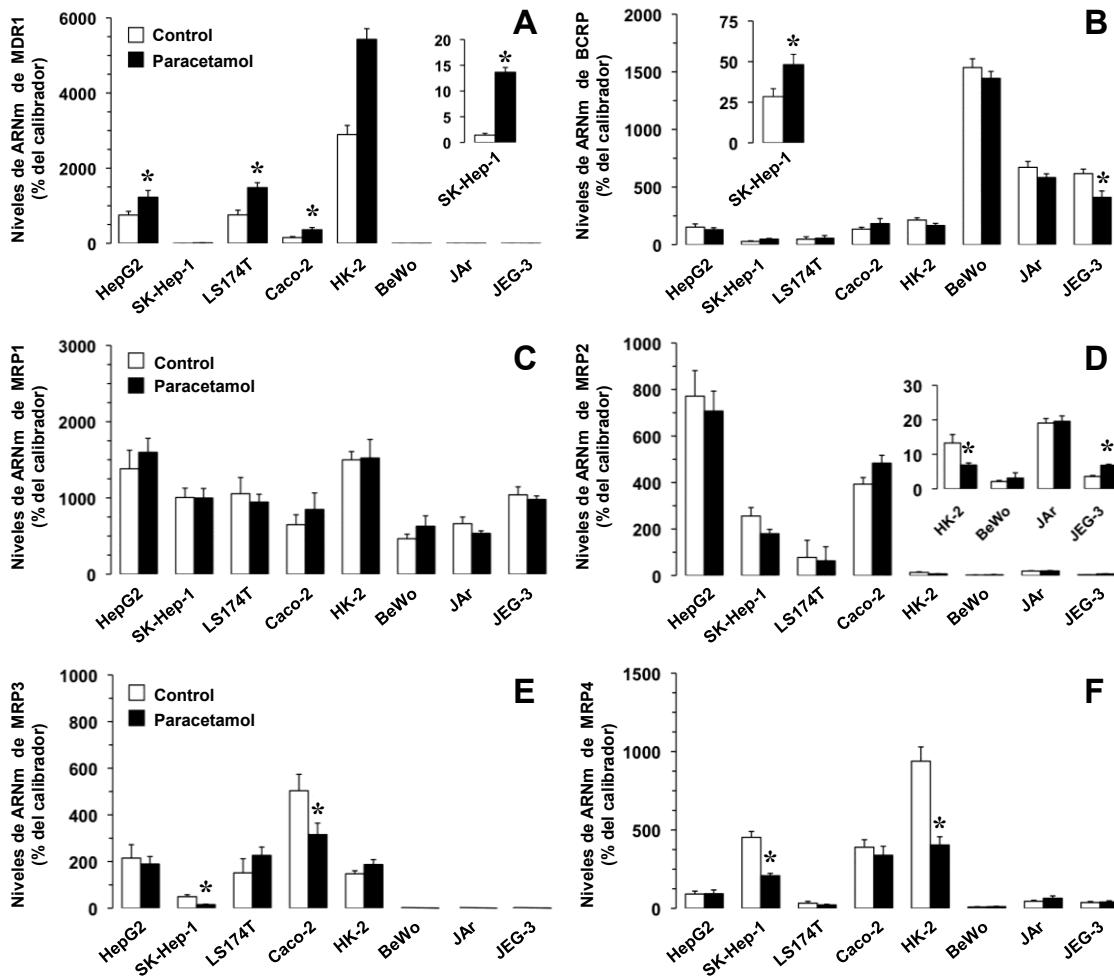 A
Niveles de ARNm de MDR1
(% del calibrador)
6000
5000
4000
3000
2000
1000
0
Control
Paracetamol
*
*
*
20
15
10
5
0
*
SK-Hep-1
HepG2
SK-Hep-1
LS174T
Caco-2
HK-2
BeWo
JAr
JEG-3
B
Niveles de ARNm de BCRP
(% del calibrador)
2000
1500
1000
500
0
75
50
25
0
*
SK-Hep-1
*
HepG2
SK-Hep-1
LS174T
Caco-2
HK-2
BeWo
JAr
JEG-3
C
Niveles de ARNm de MRP1
(% del calibrador)
3000
2500
2000
1500
1000
500
0
Control
Paracetamol
HepG2
SK-Hep-1
LS174T
Caco-2
HK-2
BeWo
JAr
JEG-3
D
Niveles de ARNm de MRP2
(% del calibrador)
1000
800
600
400
200
0
30
20
10
0
*
*
HK-2
BeWo
JAr
JEG-3
HepG2
SK-Hep-1
LS174T
Caco-2
HK-2
BeWo
JAr
JEG-3
E
Niveles de ARNm de MRP3
(% del calibrador)
1000
800
600
400
200
0
Control
Paracetamol
*
*
HepG2
SK-Hep-1
LS174T
Caco-2
HK-2
BeWo
JAr
JEG-3
F
Niveles de ARNm de MRP4
(% del calibrador)
1500
1000
500
0
*
*
HepG2
SK-Hep-1
LS174T
Caco-2
HK-2
BeWo
JAr
JEG-3